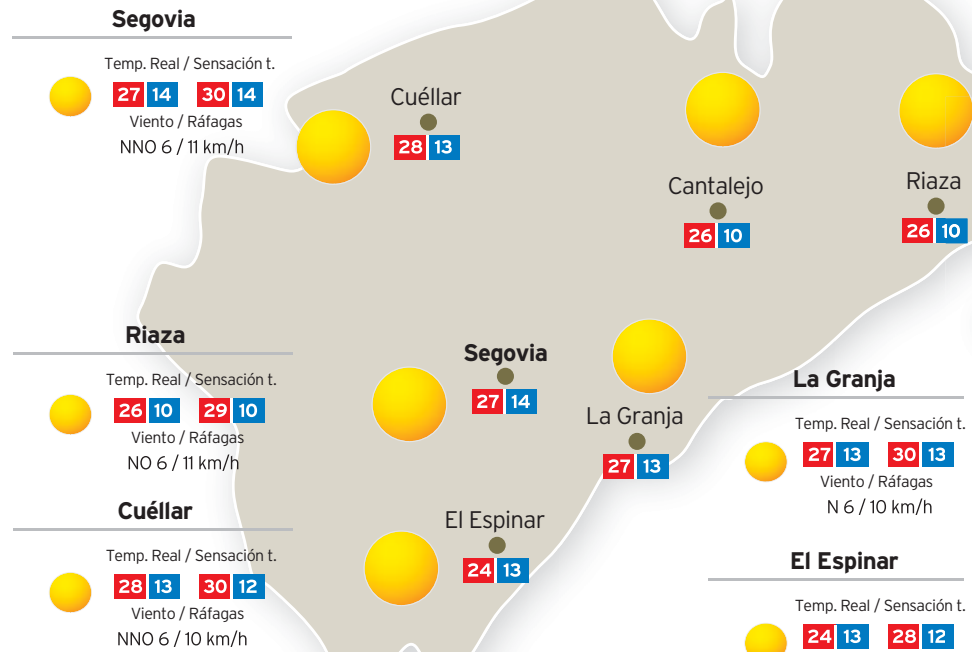 Segovia
Temp. Real / Sensación t.
27 14 30 14
Viento / Ráfagas
NNO 6 / 11 km/h
Cuéllar
28 13
Cantalejo
26 10
Riaza
26 10
Riaza
Temp. Real / Sensación t.
26 10 29 10
Viento / Ráfagas
NO 6 / 11 km/h
Segovia
27 14
La Granja
27 13
La Granja
Temp. Real / Sensación t.
27 13 30 13
Viento / Ráfagas
N 6 / 10 km/h
Cuéllar
Temp. Real / Sensación t.
28 13 30 12
Viento / Ráfagas
NNO 6 / 10 km/h
El Espinar
24 13
El Espinar
Temp. Real / Sensación t.
24 13 28 12